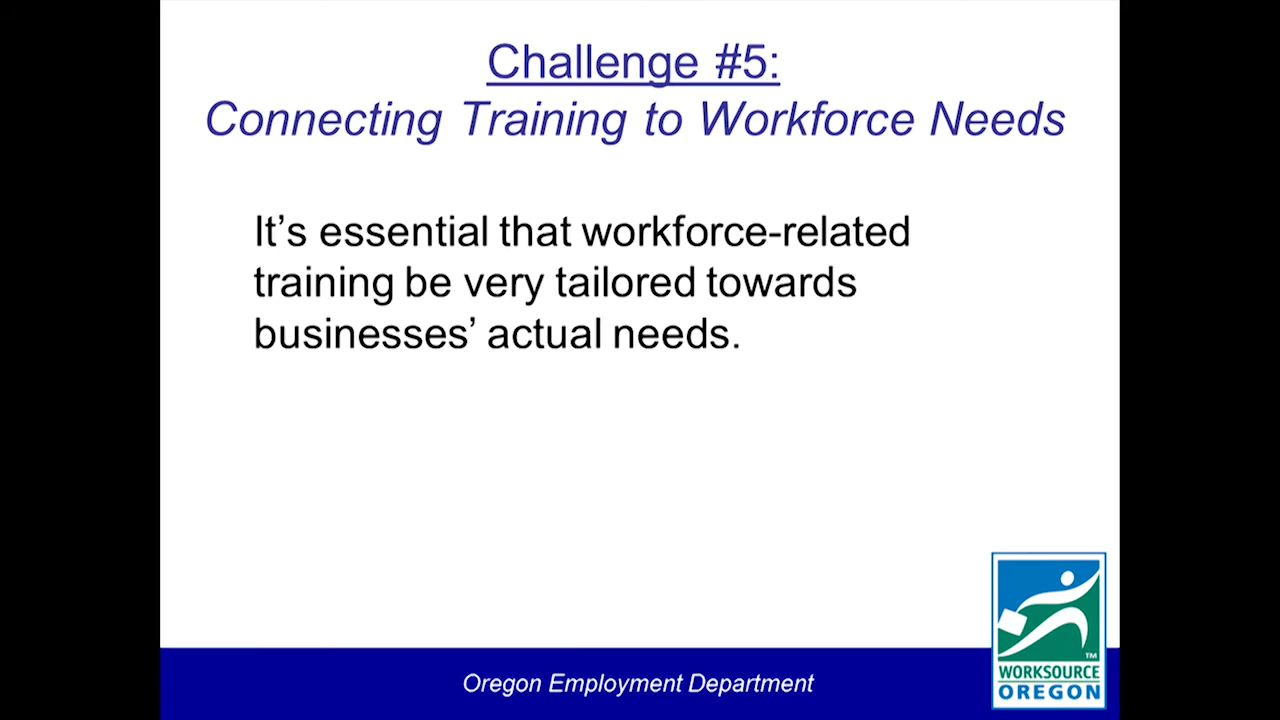 Challenge #5:
Connecting Training to Workforce Needs
It’s essential that workforce-related
training be very tailored towards
businesses’ actual needs.
Oregon Employment Department
TM
WORKSOURCE
OREGON